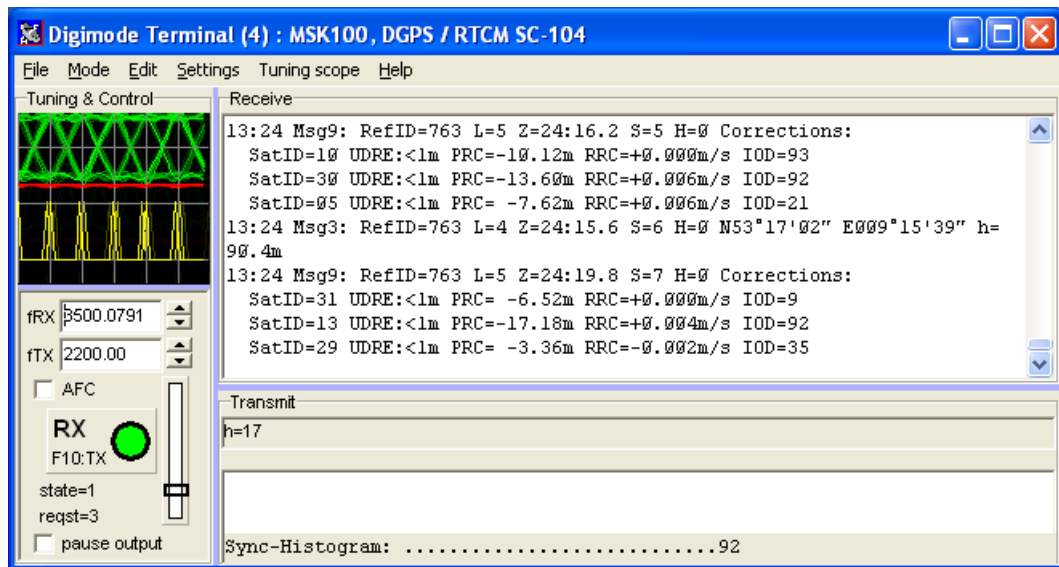 Digimode Terminal (4) : MSK100, DGPS / RTCM SC-104
File Mode Edit Settings Tuning scope Help
Tuning & Control
Receive
13:24 Msg9: RefID=763 L=5 Z=24:16.2 S=5 H=0 Corrections:
SatID=10 UDRE:<1m PRC=-10.12m RRC=+0.000m/s IOD=93
SatID=30 UDRE:<1m PRC=-13.60m RRC=+0.006m/s IOD=92
SatID=05 UDRE:<1m PRC= -7.62m RRC=+0.006m/s IOD=21
13:24 Msg3: RefID=763 L=4 Z=24:15.6 S=6 H=0 N53°17'02" E009°15'39" h=
90.4m
13:24 Msg9: RefID=763 L=5 Z=24:19.8 S=7 H=0 Corrections:
SatID=31 UDRE:<1m PRC= -6.52m RRC=+0.000m/s IOD=9
SatID=13 UDRE:<1m PRC=-17.18m RRC=+0.004m/s IOD=92
SatID=29 UDRE:<1m PRC= -3.36m RRC=-0.002m/s IOD=35
fRX 3500.0791
fTX 2200.00
AFC
RX
F10:TX
state=1
reqst=3
pause output
Transmit
h=17
Sync-Histogram: ............................92